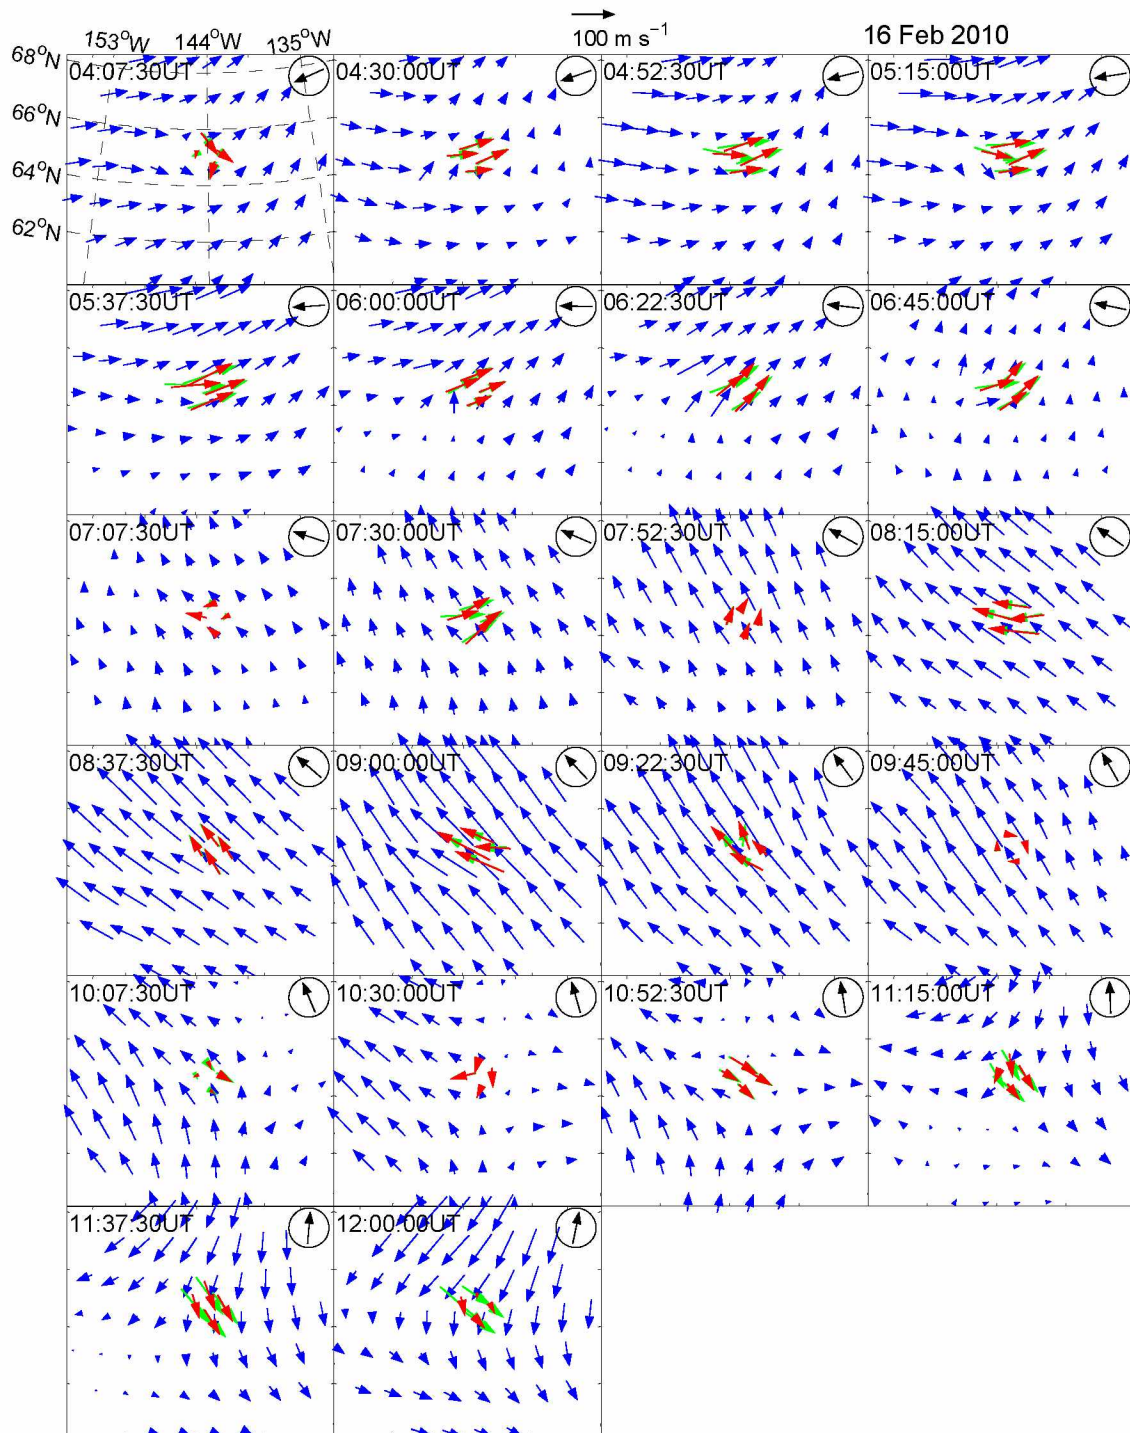 100 m s⁻¹
16 Feb 2010
153°W 144°W 135°W
68°N
66°N
64°N
62°N
04:07:30UT 04:30:00UT 04:52:30UT 05:15:00UT
05:37:30UT 06:00:00UT 06:22:30UT 06:45:00UT
07:07:30UT 07:30:00UT 07:52:30UT 08:15:00UT
08:37:30UT 09:00:00UT 09:22:30UT 09:45:00UT
10:07:30UT 10:30:00UT 10:52:30UT 11:15:00UT
11:37:30UT 12:00:00UT